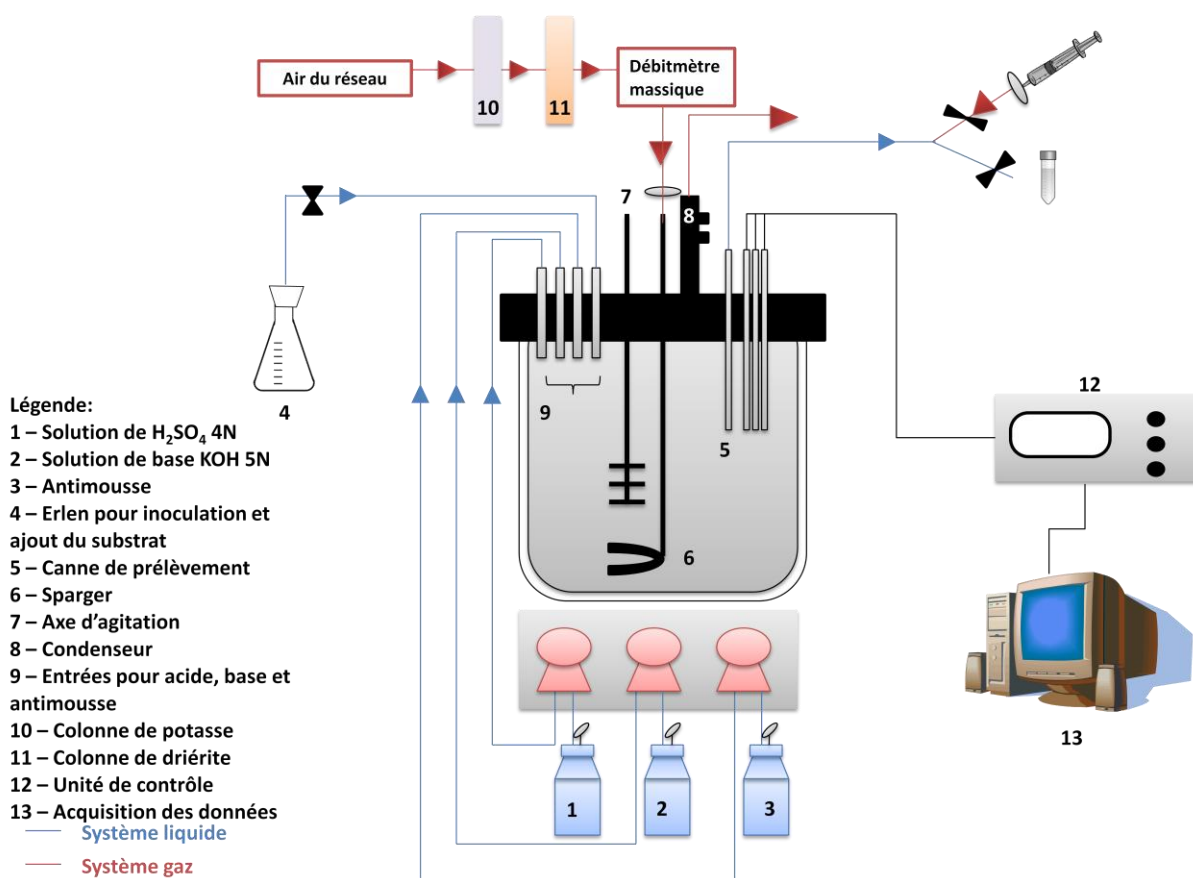 Air du réseau
10
11
Débitmètre
massique
7
8
9
5
6
4
12
13
1
2
3
Légende:
1 – Solution de H₂SO₄ 4N
2 – Solution de base KOH 5N
3 – Antimousse
4 – Erlen pour inoculation et
ajout du substrat
5 – Canne de prélèvement
6 – Sparger
7 – Axe d’agitation
8 – Condenseur
9 – Entrées pour acide, base et
antimousse
10 – Colonne de potasse
11 – Colonne de driérite
12 – Unité de contrôle
13 – Acquisition des données
Système liquide
Système gaz